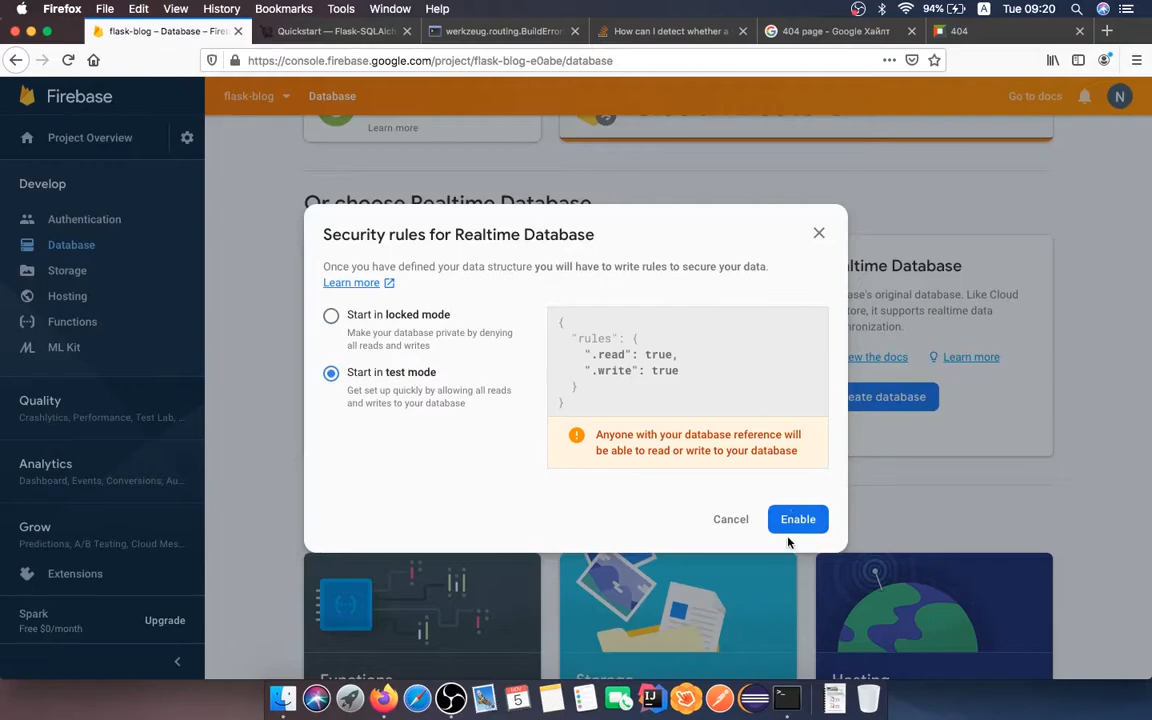 Firefox File Edit View History Bookmarks Tools Window Help
94% A Tue 09:20
flask-blog – Database – Fire
Quickstart — Flask-SQLAlc
werkzeug.routing.BuildError
How can I detect whether a
404 page - Google Хайлт
404
https://console.firebase.google.com/project/flask-blog-e0abe/database
Firebase
flask-blog
Database
Go to docs
N
Project Overview
Learn more
Develop
Authentication
Database
Storage
Hosting
Functions
ML Kit
Quality
Crashlytics, Performance, Test Lab, ...
Analytics
Dashboard, Events, Conversions, Au...
Grow
Predictions, A/B Testing, Cloud Mes...
Extensions
Spark
Free $0/month
Upgrade
Or choose Realtime Database
Security rules for Realtime Database
Once you have defined your data structure you will have to write rules to secure your data.
Learn more
Start in locked mode
Make your database private by denying
all reads and writes
Start in test mode
Get set up quickly by allowing all reads
and writes to your database
{
"rules": {
".read": true,
".write": true
}
}
Anyone with your database reference will
be able to read or write to your database
Cancel
Enable
ltime Database
ase's original database. Like Cloud
tore, it supports realtime data
chronization.
ew the docs
Learn more
eate database
Functions
Storage
Hosting
NOV
5